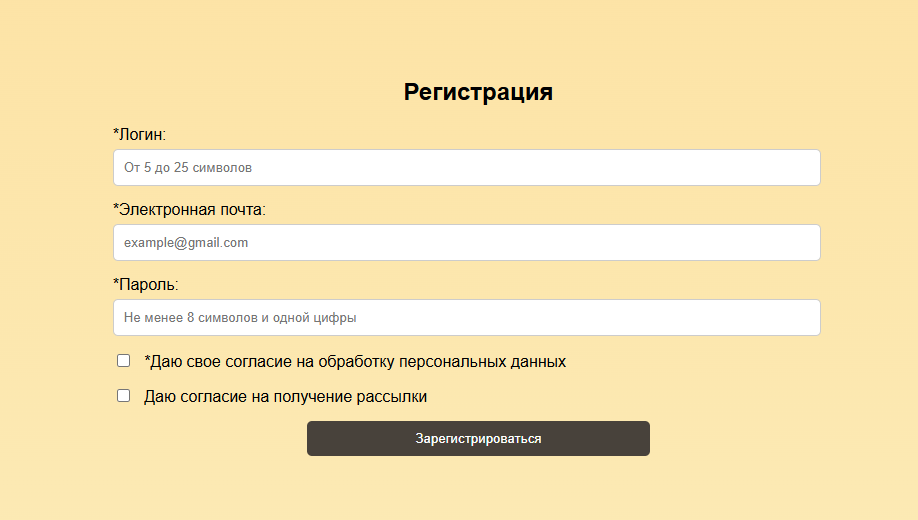 Регистрация
*Логин:
От 5 до 25 символов
*Электронная почта:
example@gmail.com
*Пароль:
Не менее 8 символов и одной цифры
*Даю свое согласие на обработку персональных данных
Даю согласие на получение рассылки
Зарегистрироваться